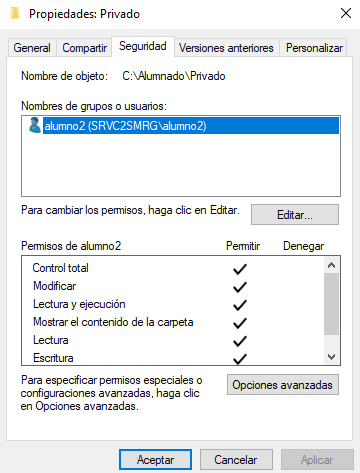 Propiedades: Privado
General
Compartir
Seguridad
Versiones anteriores
Personalizar
Nombre de objeto:
C:\Alumnado\Privado
Nombres de grupos o usuarios:
alumno2 (SRVC2SMRG\alumno2)
Para cambiar los permisos, haga clic en Editar.
Editar...
Permisos de alumno2
Permitir
Denegar
Control total
Modificar
Lectura y ejecución
Mostrar el contenido de la carpeta
Lectura
Escritura
Para especificar permisos especiales o
configuraciones avanzadas, haga clic
en Opciones avanzadas.
Opciones avanzadas
Aceptar
Cancelar
Aplicar